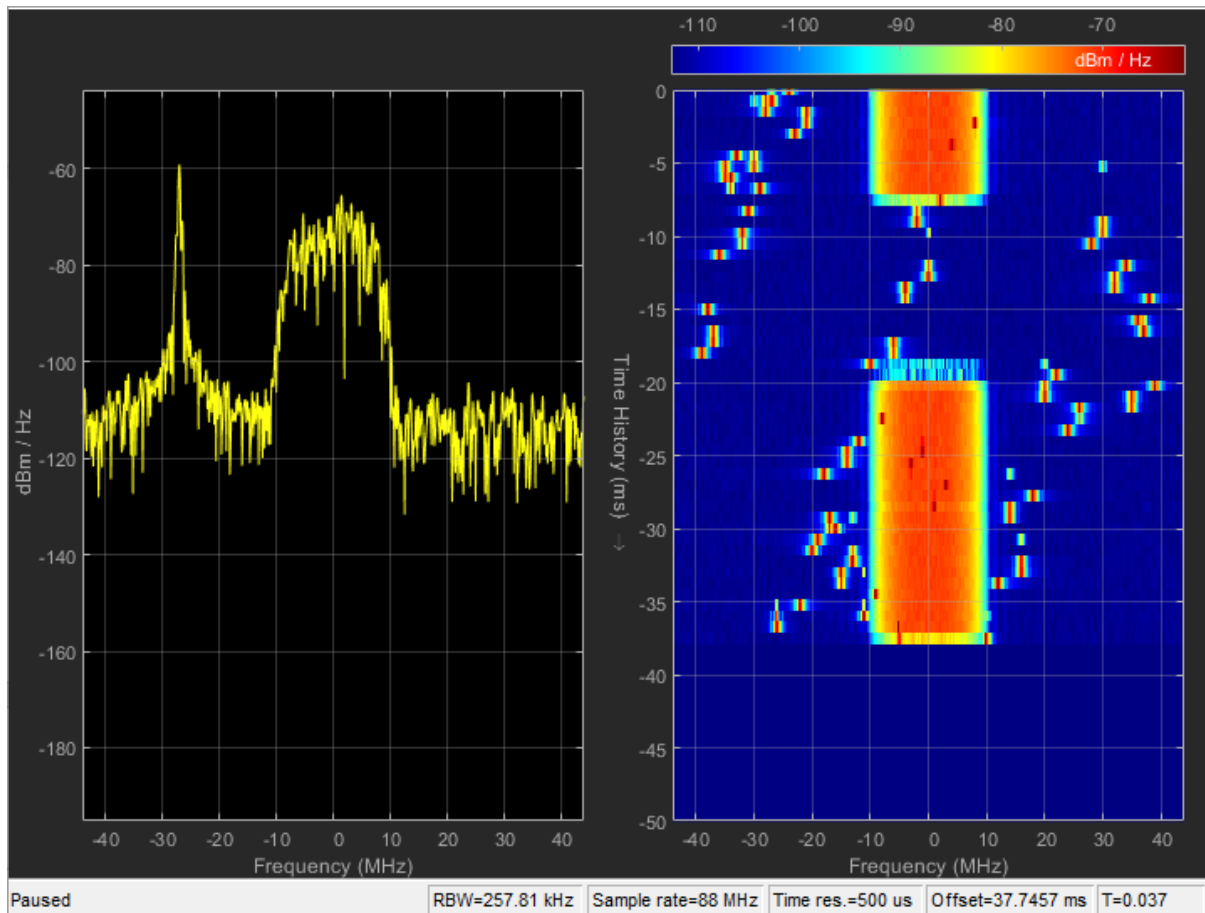 -110 -100 -90 -80 -70
dBm / Hz
-60
-80
-100
-120
-140
-160
-180
dBm / Hz
-40 -30 -20 -10 0 10 20 30 40
Frequency (MHz)
0
-5
-10
-15
-20
-25
-30
-35
-40
-45
-50
Time History (ms) →
-40 -30 -20 -10 0 10 20 30 40
Frequency (MHz)
Paused RBW=257.81 kHz Sample rate=88 MHz Time res.=500 us Offset=37.7457 ms T=0.037